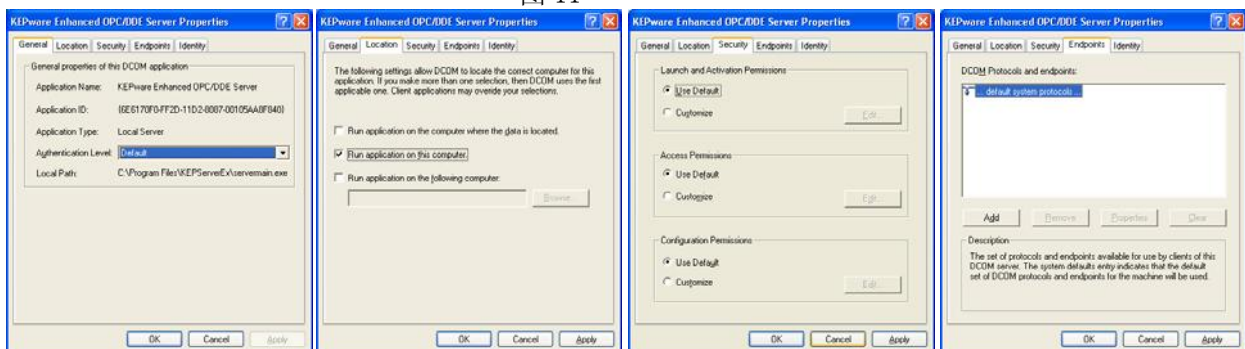 KEPware Enhanced OPC/DDE Server Properties
General Location Security Endpoints Identity
General properties of this DCOM application
Application Name: KEPware Enhanced OPC/DDE Server
Application ID: {6E6170F0-FF2D-11D2-8087-00105AA8F840}
Application Type: Local Server
Authentication Level: Default
Local Path: C:\Program Files\KEPServerEx\servermain.exe
OK Cancel Apply
KEPware Enhanced OPC/DDE Server Properties
General Location Security Endpoints Identity
The following settings allow DCOM to locate the correct computer for this
application. If you make more than one selection, then DCOM uses the first
applicable one. Client applications may overide your selections.
Run application on the computer where the data is located.
Run application on this computer.
Run application on the following computer:
Browse...
OK Cancel Apply
KEPware Enhanced OPC/DDE Server Properties
General Location Security Endpoints Identity
Launch and Activation Permissions
Use Default
Customize Edit...
Access Permissions
Use Default
Customize Edit...
Configuration Permissions
Use Default
Customize Edit...
OK Cancel Apply
KEPware Enhanced OPC/DDE Server Properties
General Location Security Endpoints Identity
DCOM Protocols and endpoints:
... default system protocols ...
Add Remove Properties Clear
Description
The set of protocols and endpoints available for use by clients of this
DCOM server. The system defaults entry indicates that the default
set of DCOM protocols and endpoints for the machine will be used.
OK Cancel Apply